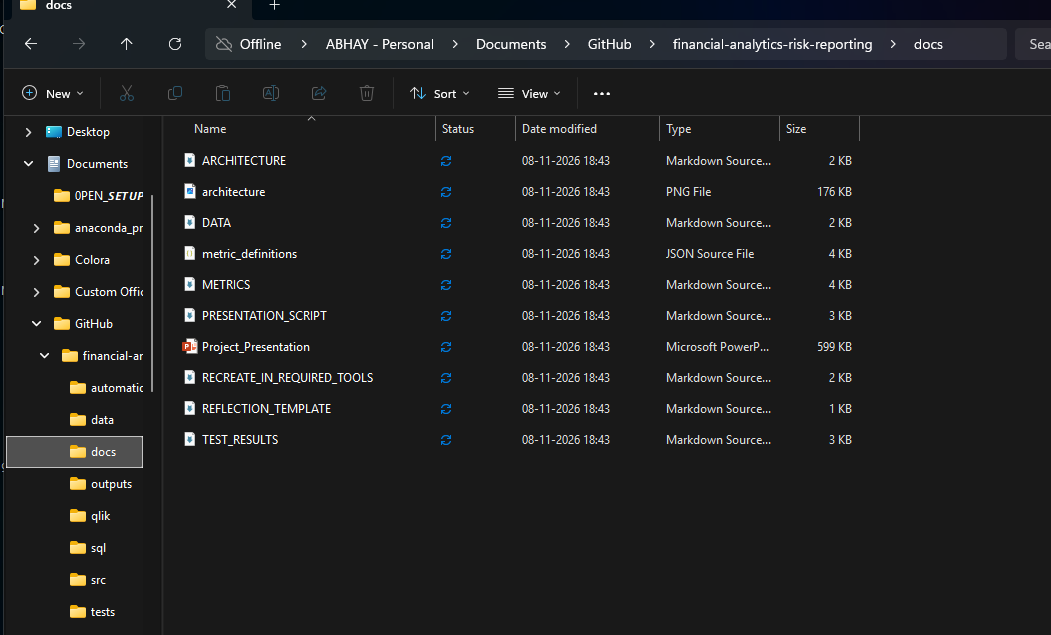 docs
Offline > ABHAY - Personal > Documents > GitHub > financial-analytics-risk-reporting > docs
Sea
New
Sort
View
Name Status Date modified Type Size
ARCHITECTURE 08-11-2026 18:43 Markdown Source... 2 KB
architecture 08-11-2026 18:43 PNG File 176 KB
DATA 08-11-2026 18:43 Markdown Source... 2 KB
metric_definitions 08-11-2026 18:43 JSON Source File 4 KB
METRICS 08-11-2026 18:43 Markdown Source... 4 KB
PRESENTATION_SCRIPT 08-11-2026 18:43 Markdown Source... 3 KB
Project_Presentation 08-11-2026 18:43 Microsoft PowerP... 599 KB
RECREATE_IN_REQUIRED_TOOLS 08-11-2026 18:43 Markdown Source... 2 KB
REFLECTION_TEMPLATE 08-11-2026 18:43 Markdown Source... 1 KB
TEST_RESULTS 08-11-2026 18:43 Markdown Source... 3 KB
Desktop
Documents
0PEN_SETUP
anaconda_pr
Colora
Custom Offic
GitHub
financial-ar
automatic
data
docs
outputs
qlik
sql
src
tests